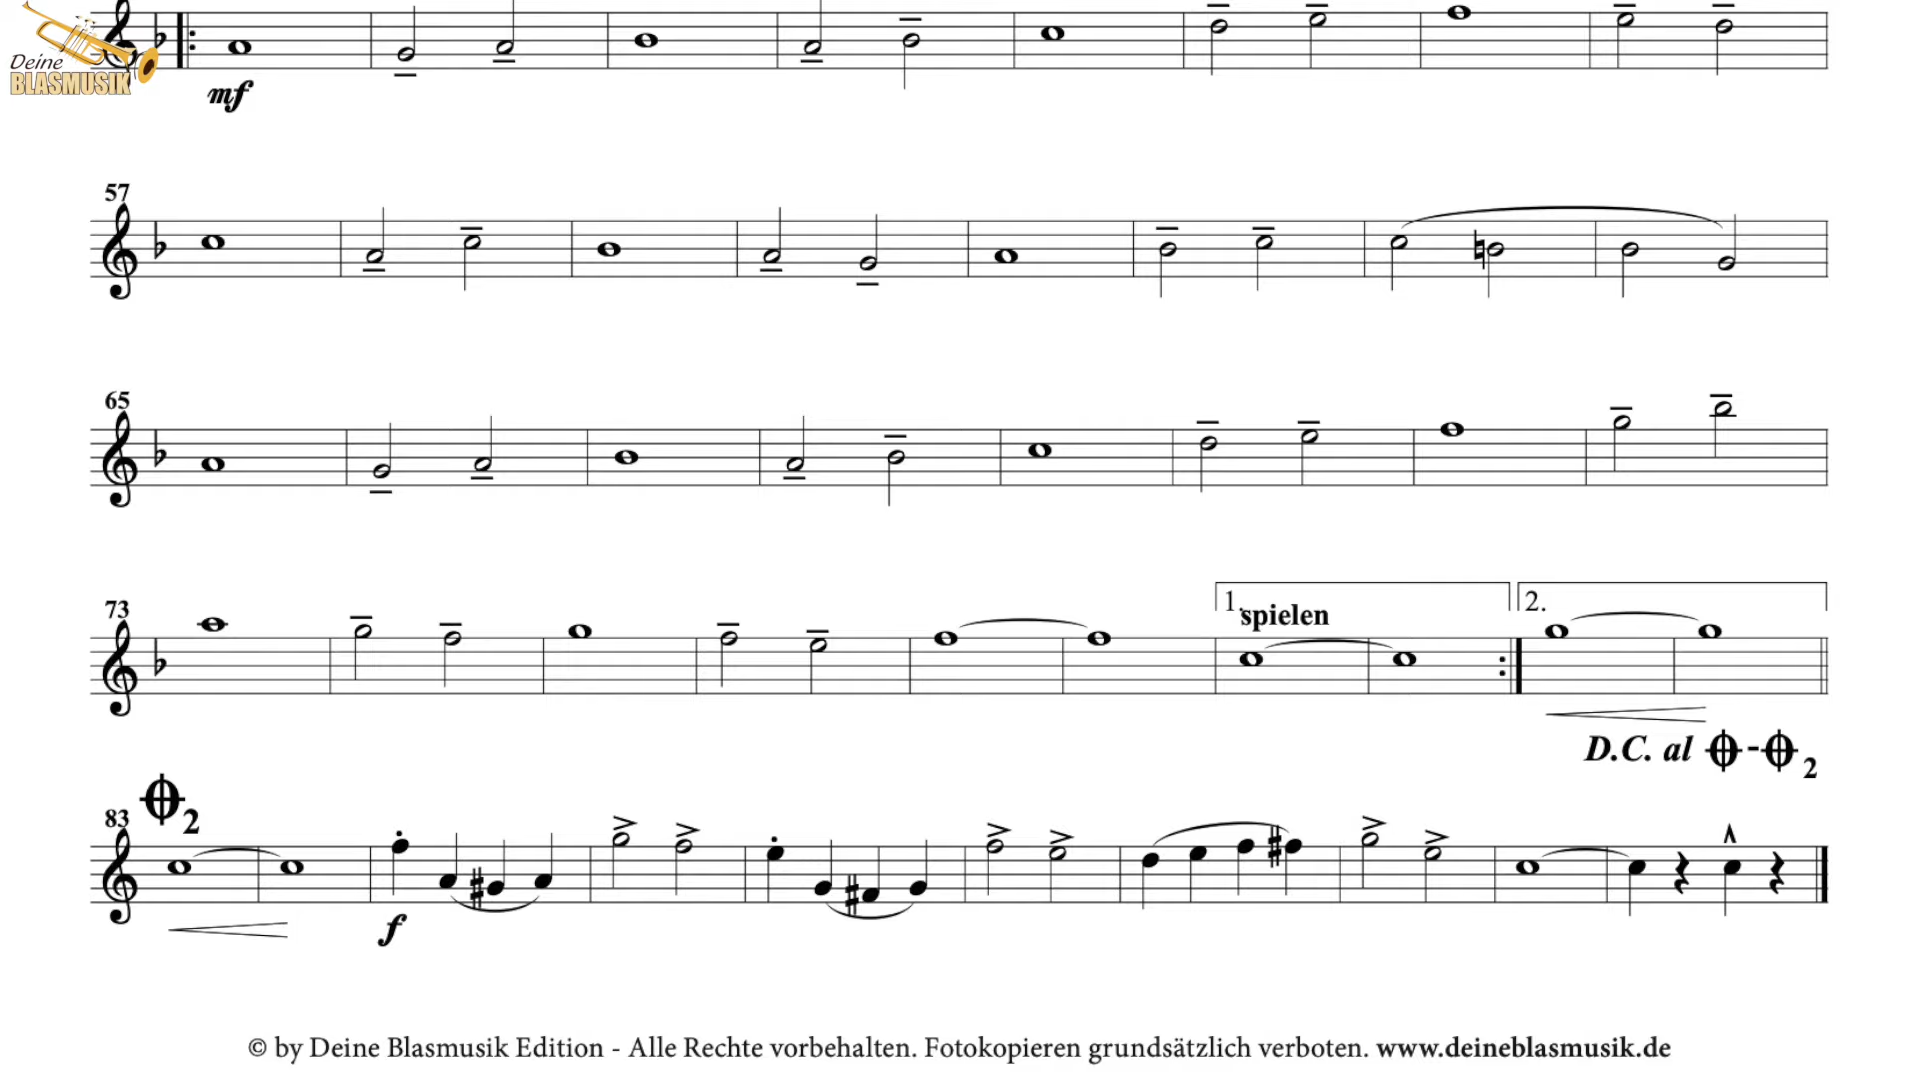 Deine
BLASMUSIK
mf
57
65
73
1.
spielen
2.
D.C. al - 2
2
83
f
© by Deine Blasmusik Edition - Alle Rechte vorbehalten. Fotokopieren grundsätzlich verboten. www.deineblasmusik.de